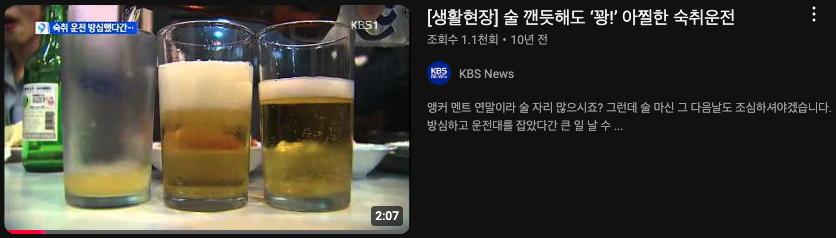 숙취 운전 방심했다간…
KBS1
2:07
[생활현장] 술 깬듯해도 ‘꽝!’ 아찔한 숙취운전
조회수 1.1천회 • 10년 전
KBS
NEWS
KBS News
앵커 멘트 연말이라 술 자리 많으시죠? 그런데 술 마신 그 다음날도 조심하셔야겠습니다.
방심하고 운전대를 잡았다간 큰 일 날 수 ...